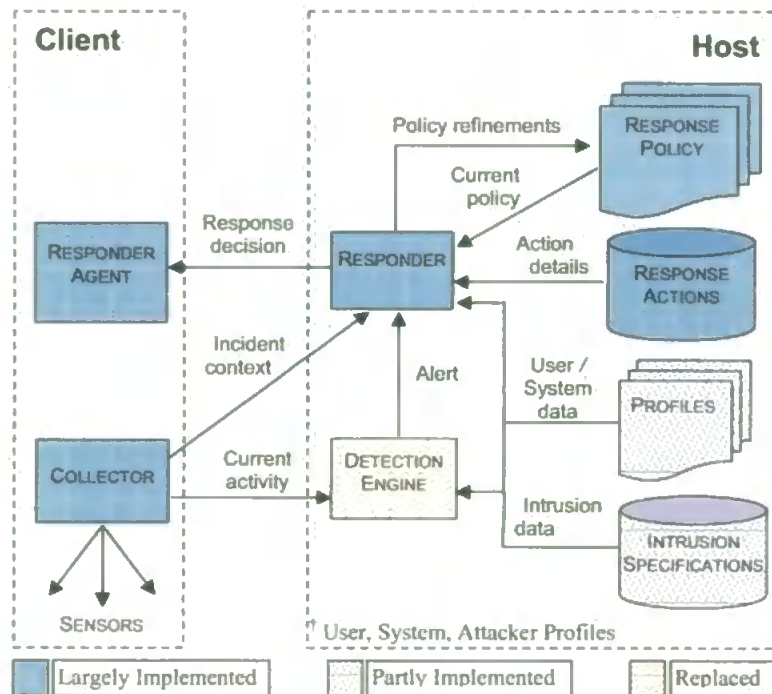 Client
Host
Policy refinements
RESPONSE
POLICY
Current
policy
Response
decision
RESPONDER
AGENT
RESPONDER
Action
details
RESPONSE
ACTIONS
Incident
context
Alert
User /
System
data
PROFILES
COLLECTOR
Current
activity
DETECTION
ENGINE
Intrusion
data
INTRUSION
SPECIFICATIONS
SENSORS
† User, System, Attacker Profiles
Largely Implemented
Partly Implemented
Replaced